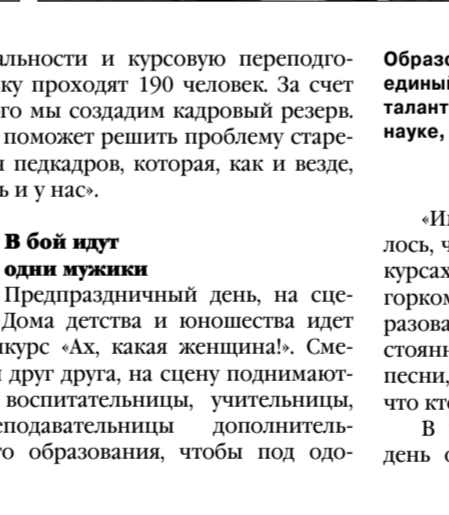 альности и курсовую переподго-
ку проходят 190 человек. За счет
го мы создадим кадровый резерв.
поможет решить проблему старе-
я педкадров, которая, как и везде,
ь и у нас».
В бой идут
одни мужики
Предпраздничный день, на сце-
Дома детства и юношества идет
нкурс «Ах, какая женщина!». Сме-
друг друга, на сцену поднимают-
воспитательницы, учительницы,
еподавательницы дополнитель-
го образования, чтобы под одо-
Образо
единый
талант
науке,
«И
лось, ч
курсах
горком
разова
стоянн
песни,
что кто
В
день о